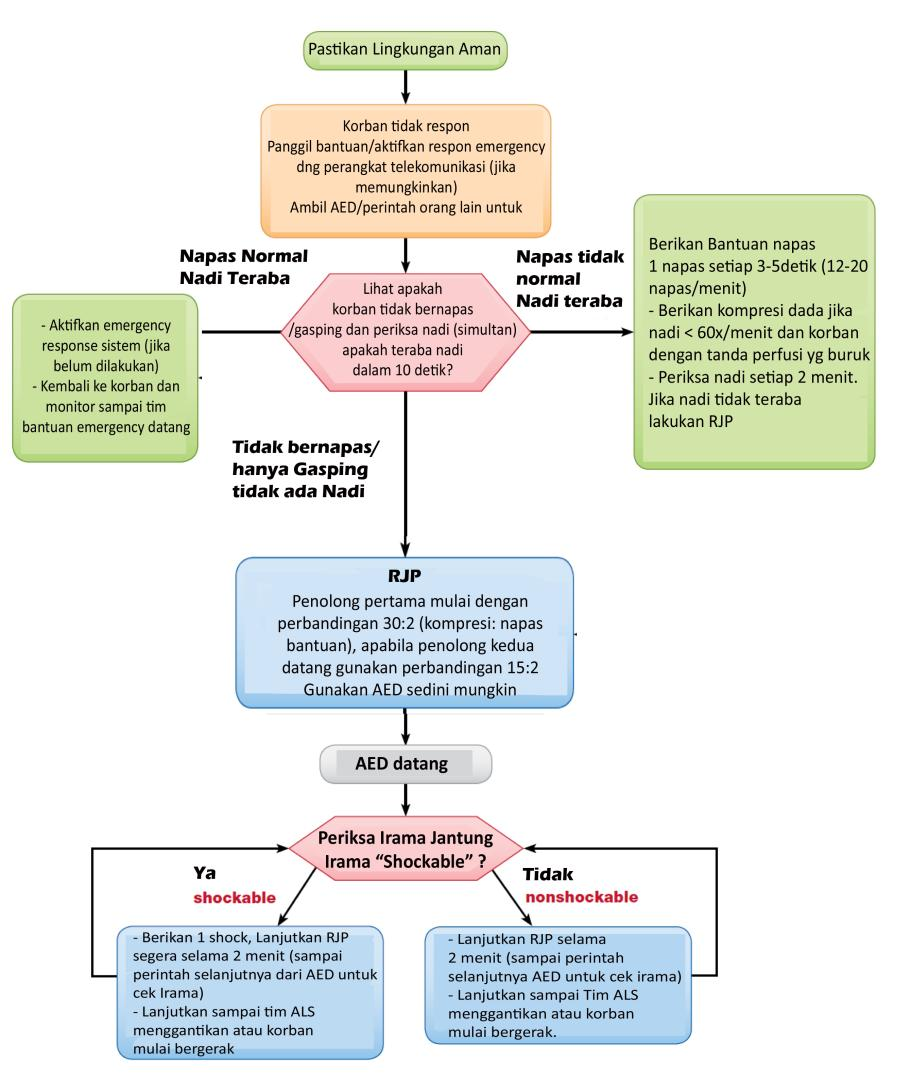 Pastikan Lingkungan Aman
Korban tidak respon
Panggil bantuan/aktifkan respon emergency
dng perangkat telekomunikasi (jika
memungkinkan)
Ambil AED/perintah orang lain untuk
Napas Normal
Nadi Teraba
Napas tidak
normal
Nadi teraba
Lihat apakah
korban tidak bernapas
/gasping dan periksa nadi (simultan)
apakah teraba nadi
dalam 10 detik?
- Aktifkan emergency
response sistem (jika
belum dilakukan)
- Kembali ke korban dan
monitor sampai tim
bantuan emergency datang
Berikan Bantuan napas
1 napas setiap 3-5detik (12-20
napas/menit)
- Berikan kompresi dada jika
nadi < 60x/menit dan korban
dengan tanda perfusi yg buruk
- Periksa nadi setiap 2 menit.
Jika nadi tidak teraba
lakukan RJP
Tidak bernapas/
hanya Gasping
tidak ada Nadi
RJP
Penolong pertama mulai dengan
perbandingan 30:2 (kompresi: napas
bantuan), apabila penolong kedua
datang gunakan perbandingan 15:2
Gunakan AED sedini mungkin
AED datang
Periksa Irama Jantung
Irama “Shockable” ?
Ya
shockable
Tidak
nonshockable
- Berikan 1 shock, Lanjutkan RJP
segera selama 2 menit (sampai
perintah selanjutnya dari AED untuk
cek Irama)
- Lanjutkan sampai tim ALS
menggantikan atau korban
mulai bergerak
- Lanjutkan RJP selama
2 menit (sampai perintah
selanjutnya AED untuk cek irama)
- Lanjutkan sampai Tim ALS
menggantikan atau korban
mulai bergerak.